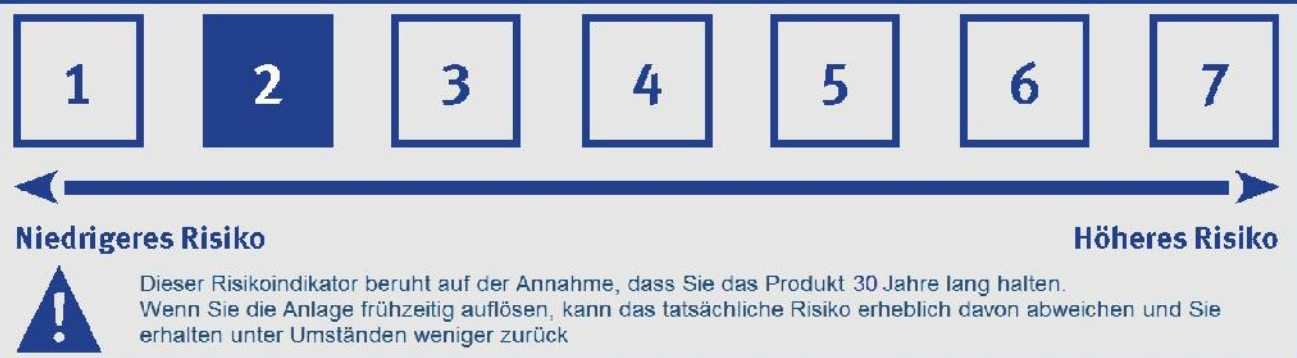 1 2 3 4 5 6 7
Niedrigeres Risiko Höheres Risiko
Dieser Risikoindikator beruht auf der Annahme, dass Sie das Produkt 30 Jahre lang halten.
Wenn Sie die Anlage frühzeitig auflösen, kann das tatsächliche Risiko erheblich davon abweichen und Sie
erhalten unter Umständen weniger zurück